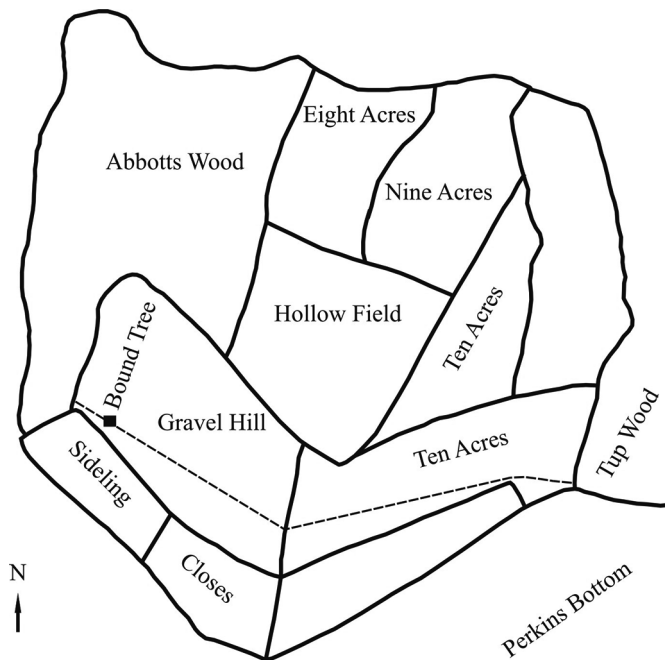 Eight Acres
Abbotts Wood
Nine Acres
Hollow Field
Ten Acres
Bound Tree
Gravel Hill
Ten Acres
Tup Wood
Sideling
Closes
N
Perkins Bottom